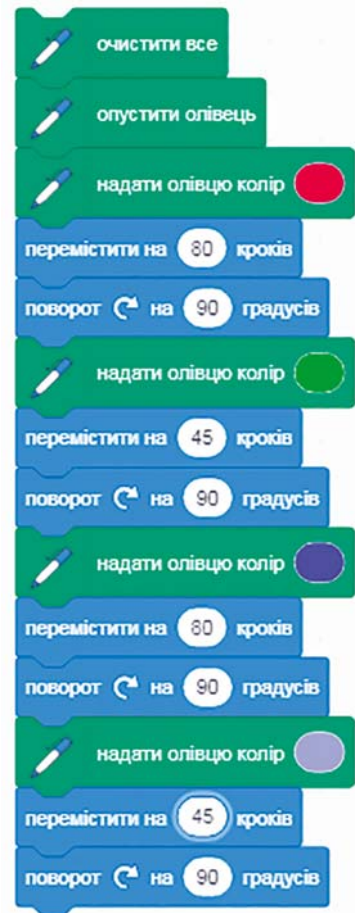 очистити все
опустити олівець
надати олівцю колір
перемістити на 80 кроків
поворот на 90 градусів
надати олівцю колір
перемістити на 45 кроків
поворот на 90 градусів
надати олівцю колір
перемістити на 80 кроків
поворот на 90 градусів
надати олівцю колір
перемістити на 45 кроків
поворот на 90 градусів